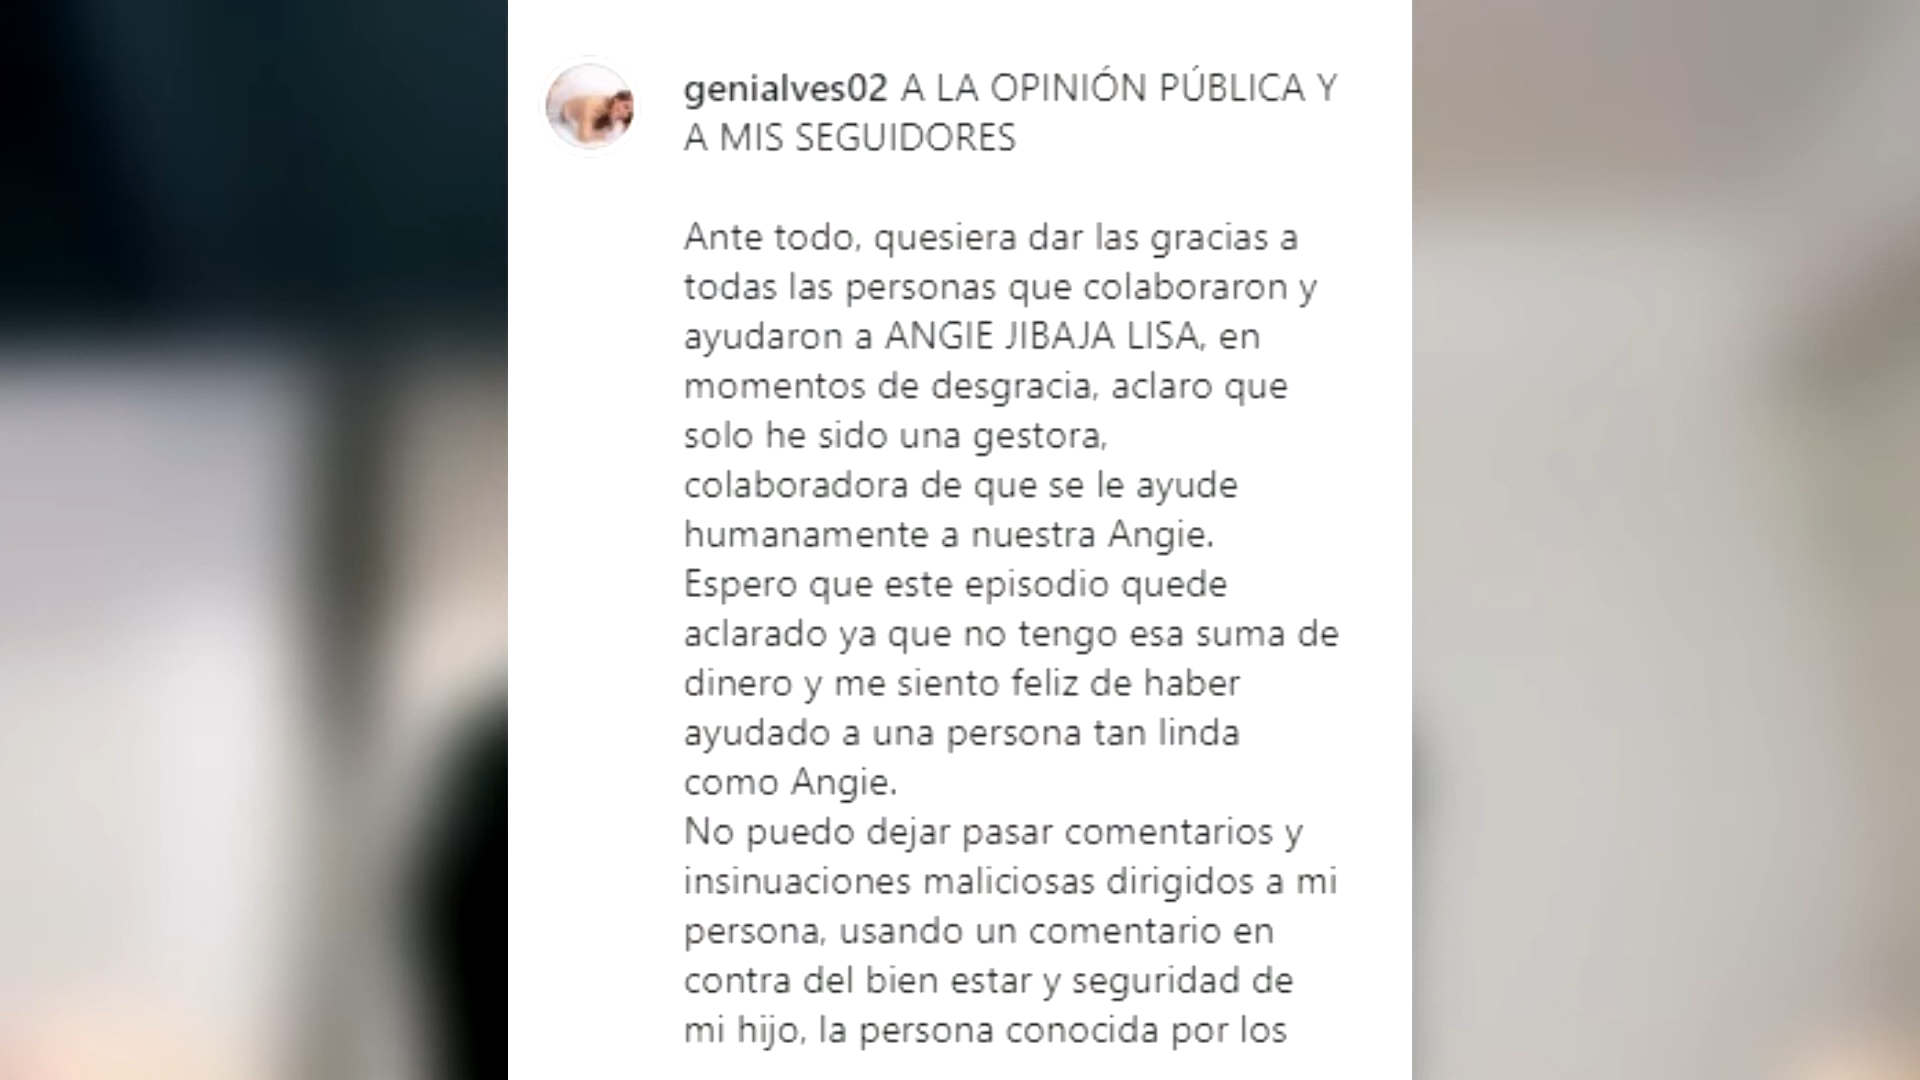 genialves02 A LA OPINIÓN PÚBLICA Y
A MIS SEGUIDORES
Ante todo, quesiera dar las gracias a
todas las personas que colaboraron y
ayudaron a ANGIE JIBAJA LISA, en
momentos de desgracia, aclaro que
solo he sido una gestora,
colaboradora de que se le ayude
humanamente a nuestra Angie.
Espero que este episodio quede
aclarado ya que no tengo esa suma de
dinero y me siento feliz de haber
ayudado a una persona tan linda
como Angie.
No puedo dejar pasar comentarios y
insinuaciones maliciosas dirigidos a mi
persona, usando un comentario en
contra del bien estar y seguridad de
mi hijo, la persona conocida por los